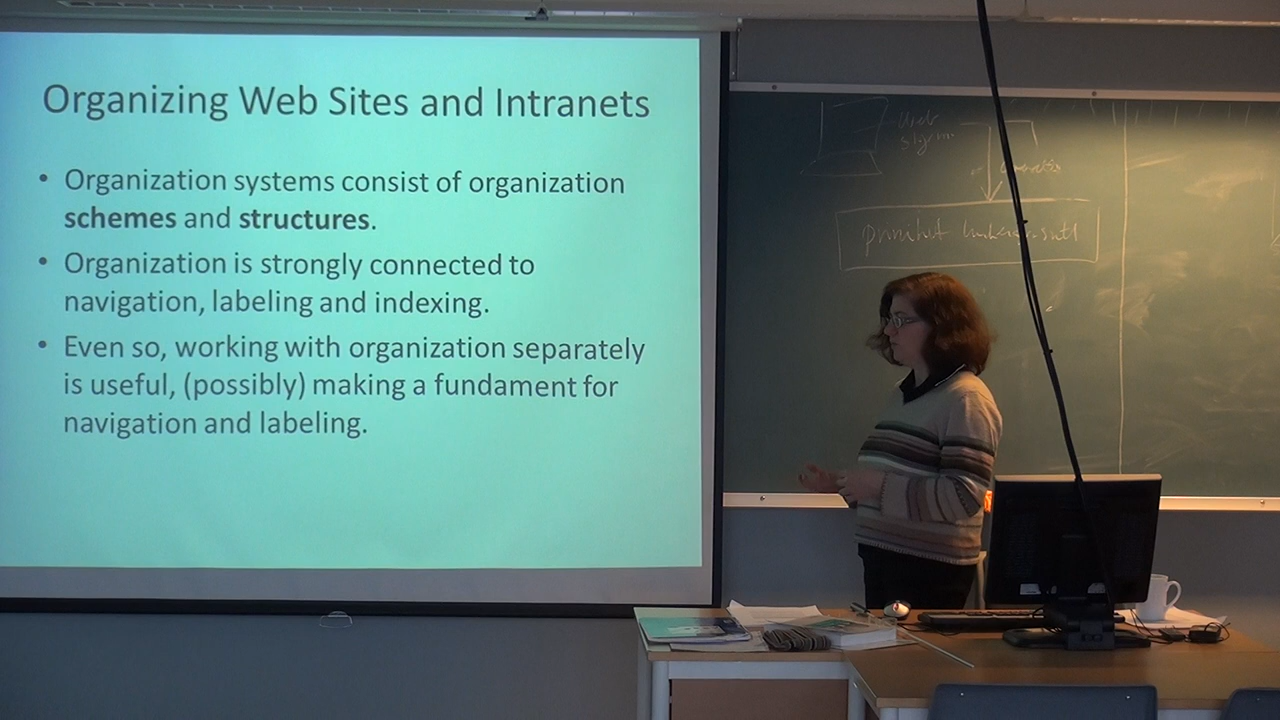 Organizing Web Sites and Intranets
• Organization systems consist of organization
schemes and structures.
• Organization is strongly connected to
navigation, labeling and indexing.
• Even so, working with organization separately
is useful, (possibly) making a fundament for
navigation and labeling.